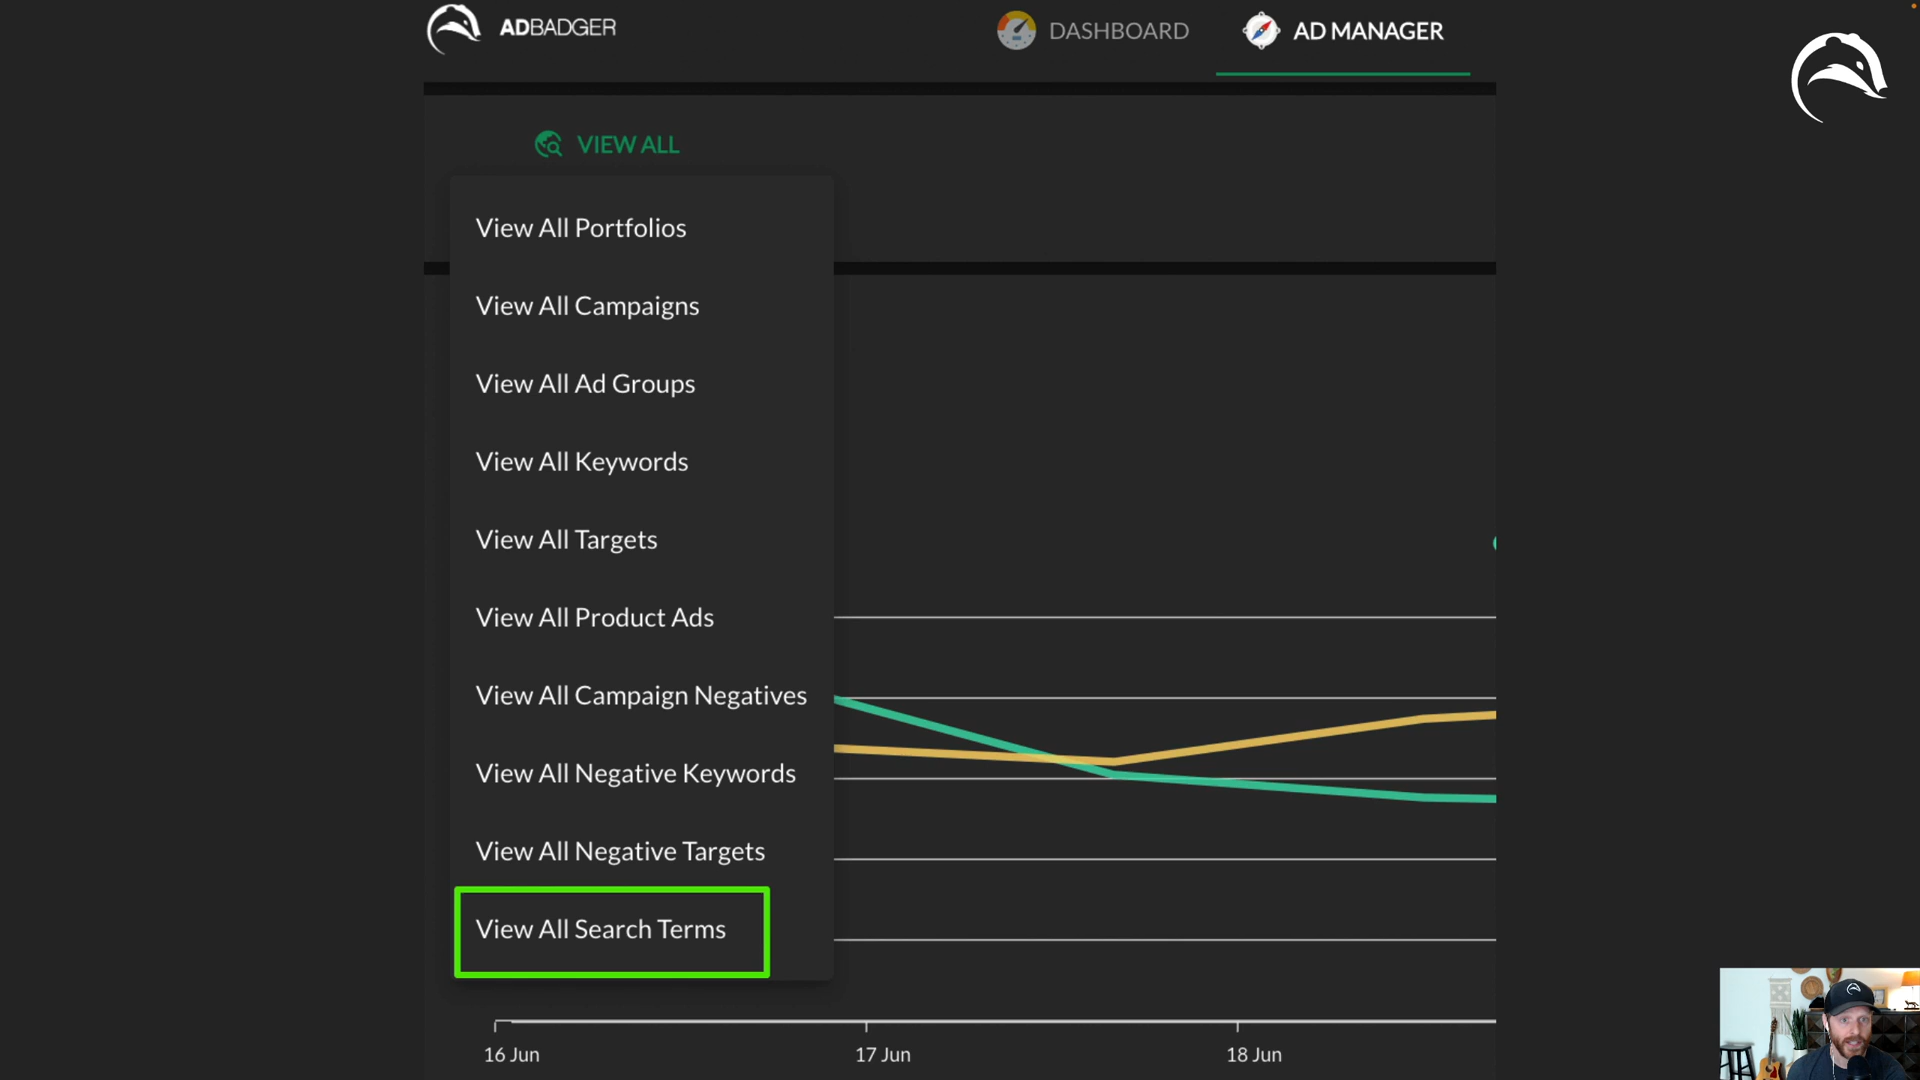 ADBADGER
DASHBOARD
AD MANAGER
VIEW ALL
View All Portfolios
View All Campaigns
View All Ad Groups
View All Keywords
View All Targets
View All Product Ads
View All Campaign Negatives
View All Negative Keywords
View All Negative Targets
View All Search Terms
16 Jun
17 Jun
18 Jun